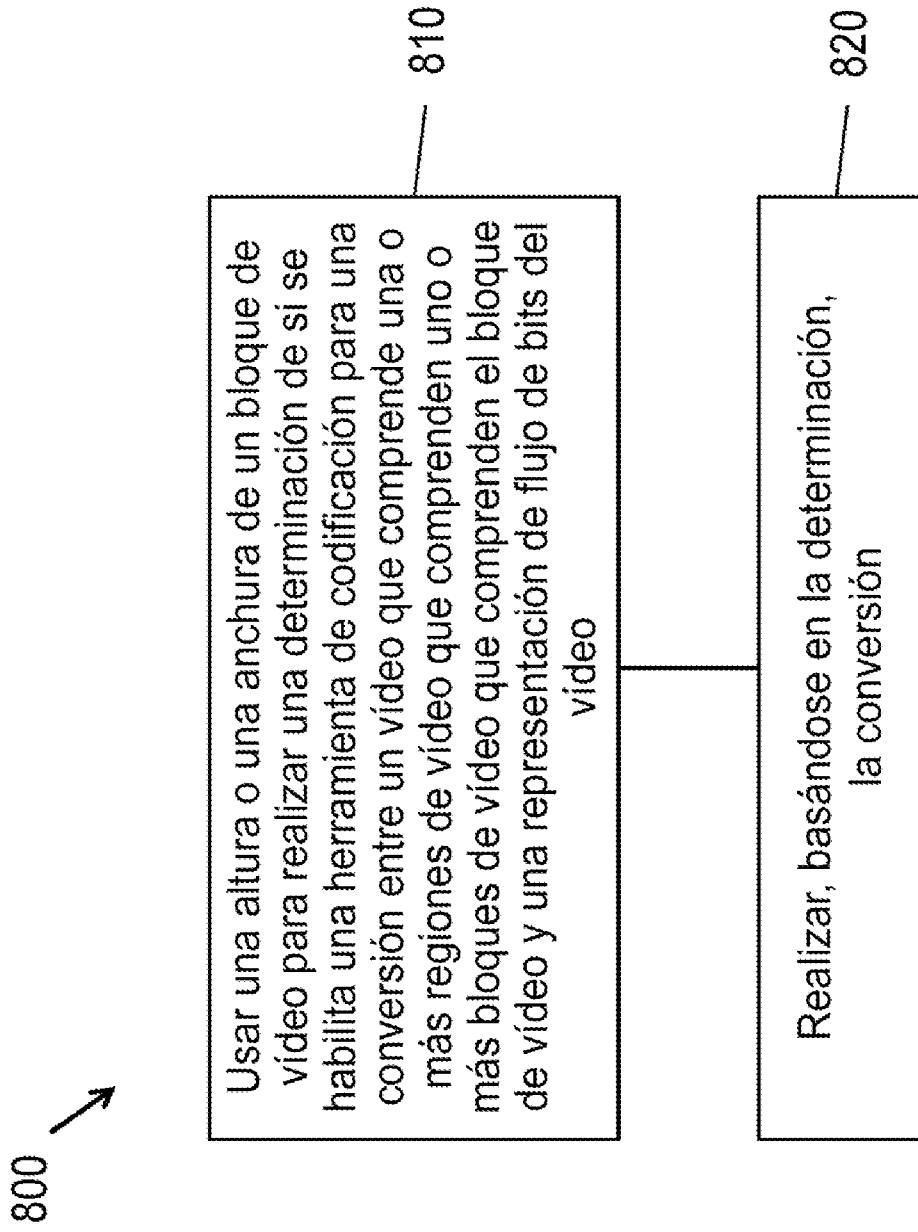 800
Usar una altura o una anchura de un bloque de
vídeo para realizar una determinación de si se
habilita una herramienta de codificación para una
conversión entre un vídeo que comprende una o
más regiones de vídeo que comprenden uno o
más bloques de vídeo que comprenden el bloque
de vídeo y una representación de flujo de bits del
vídeo
810
Realizar, basándose en la determinación,
la conversión
820